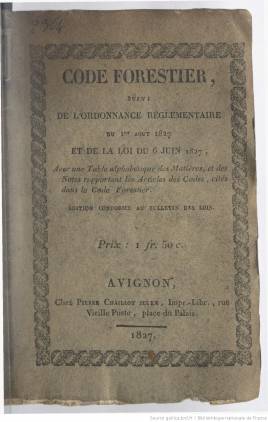 CODE FORESTIER,
SUIVI
DE L'ORDONNANCE RÉGLEMENTAIRE
DU 1er AOUT 1827
ET DE LA LOI DU 6 JUIN 1827,
Avec une Table alphabétique des Matières, et des
Notes rapportant les Articles des Codes, cités
dans le Code Forestier.
ÉDITION CONFORME AU BULLETIN DES LOIS.
Prix : 1 fr. 50 c.
AVIGNON,
Chez PIERRE CHAILLOT JEUNE, Impr.-Libr., rue
Vieille Poste, place du Palais.
1827.
Source gallica.bnf.fr / Bibliothèque nationale de France